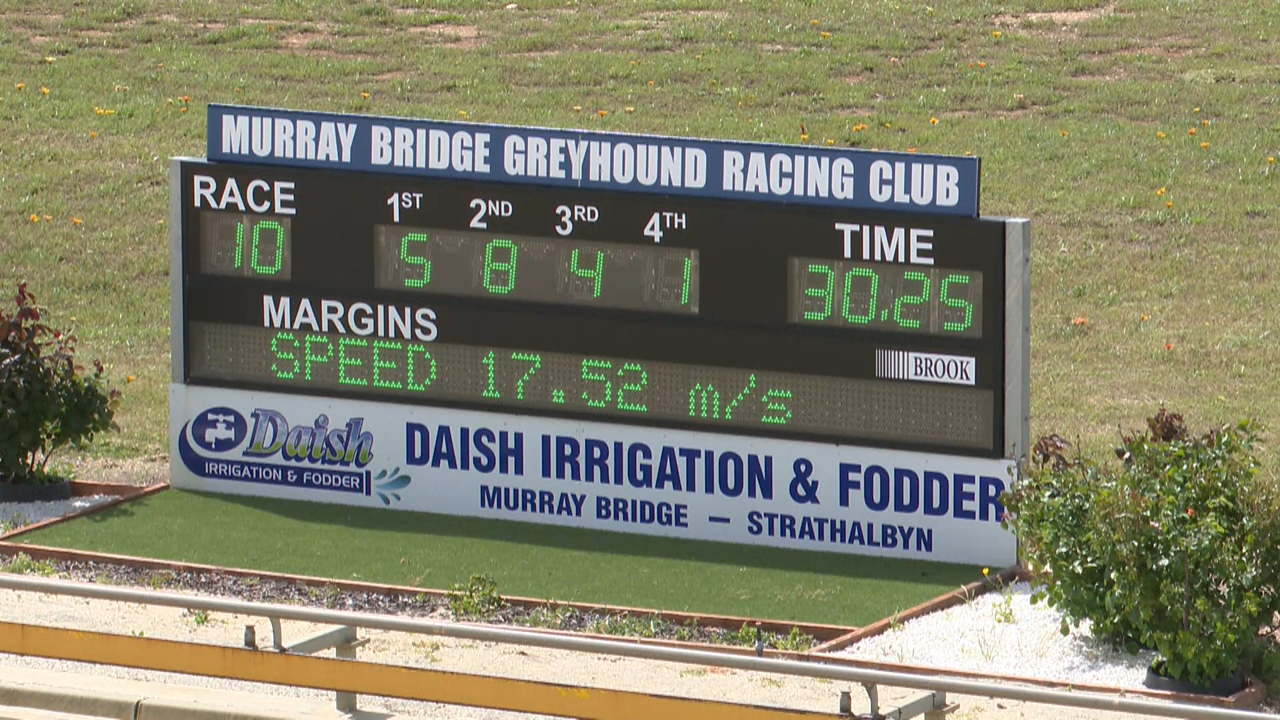 MURRAY BRIDGE GREYHOUND RACING CLUB
RACE 1ST 2ND 3RD 4TH TIME
10 5 8 4 1 30.25
MARGINS
SPEED 17.52 m/s
BROOK
Daish
IRRIGATION & FODDER
DAISH IRRIGATION & FODDER
MURRAY BRIDGE — STRATHALBYN